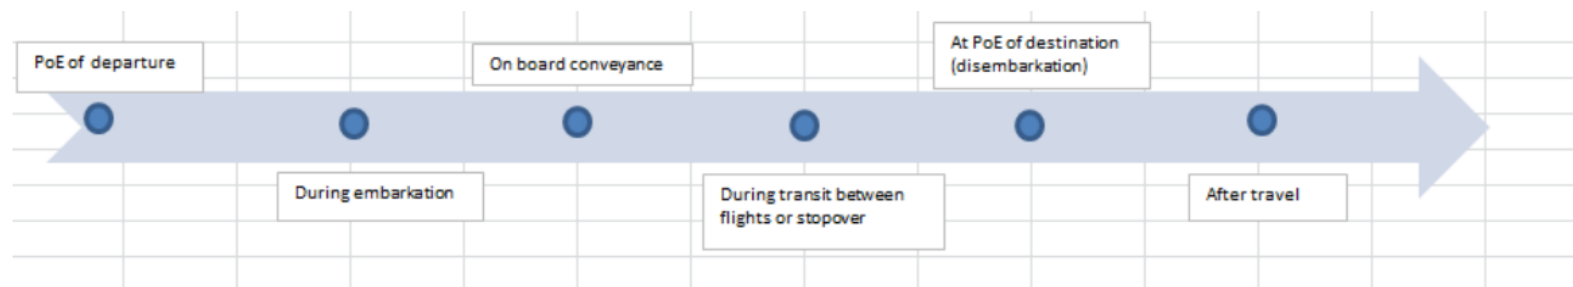 PoE of departure
During embarkation
On board conveyance
During transit between
flights or stopover
At PoE of destination
(disembarkation)
After travel